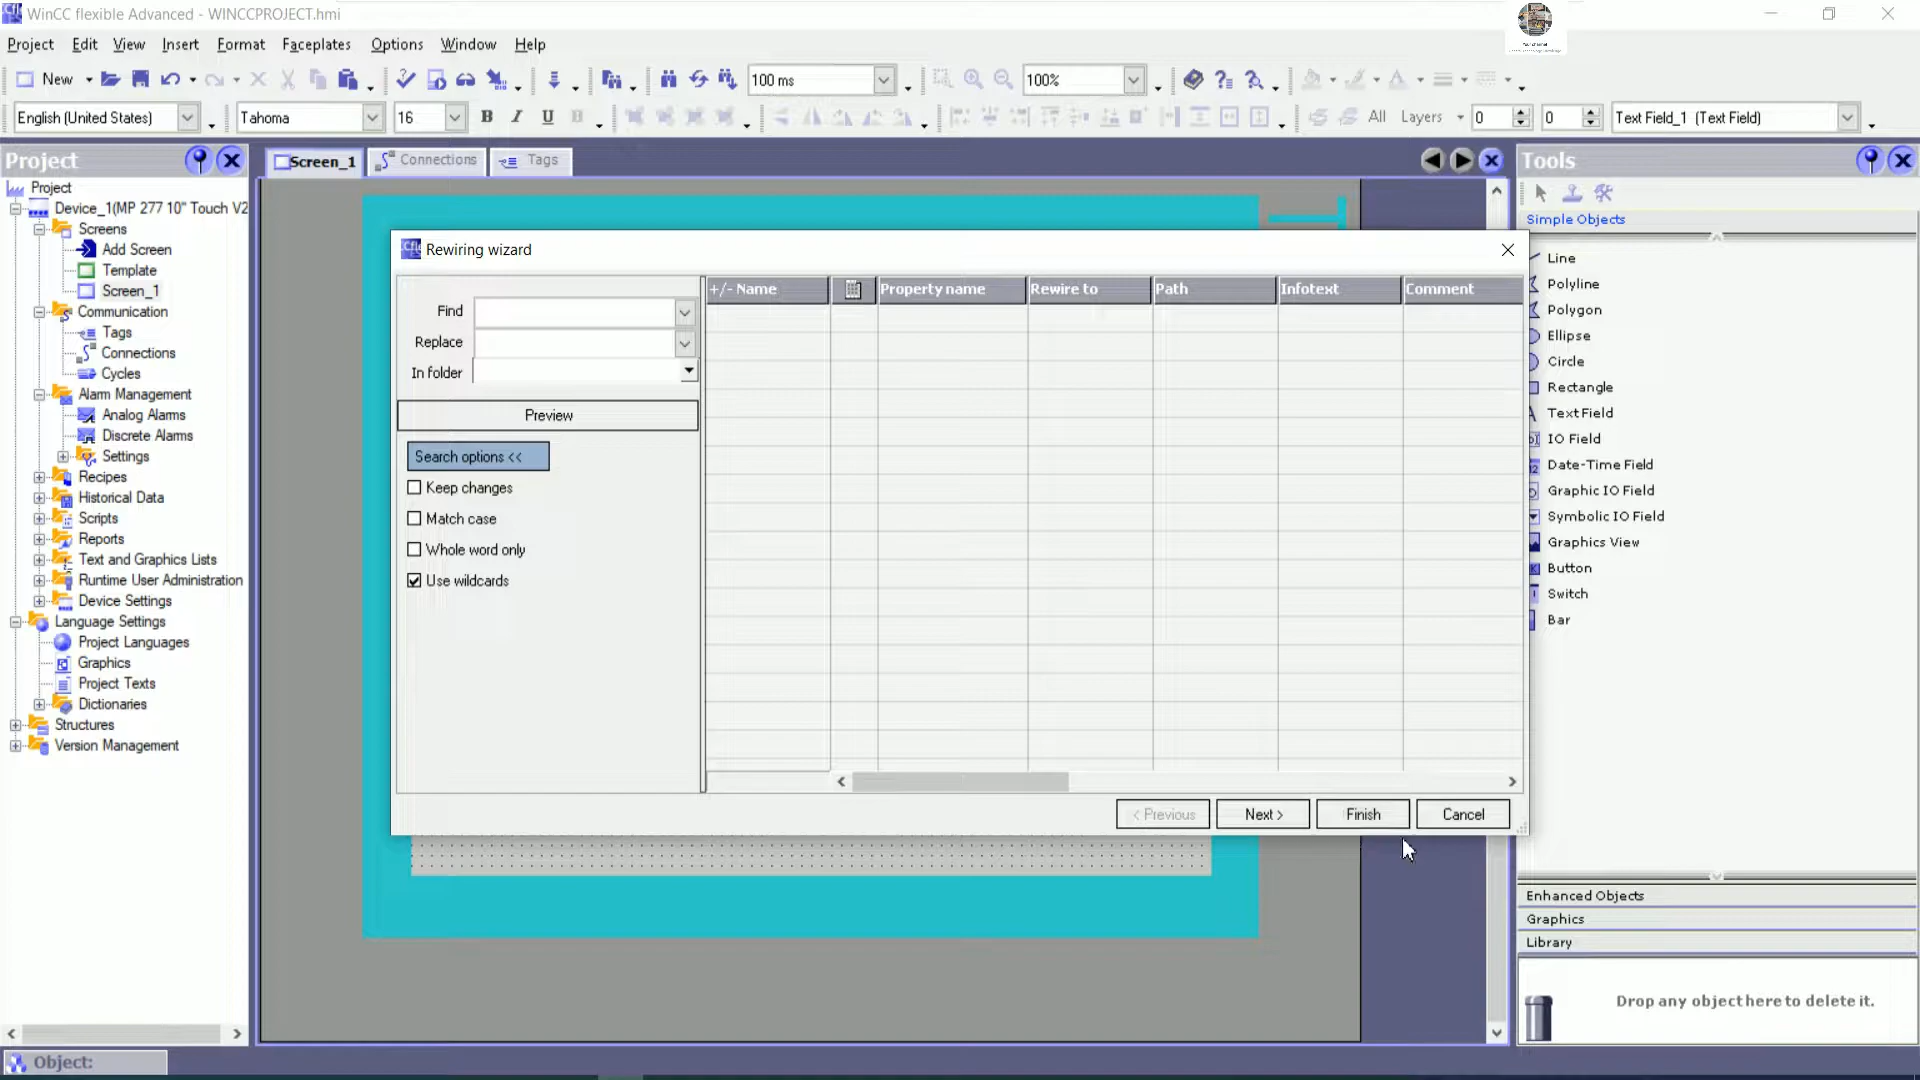 WinCC flexible Advanced - WINCCPROJECT.hmi
Project Edit View Insert Format Faceplates Options Window Help
New 100 ms 100%
English (United States) Tahoma 16 B I U B All Layers 0 0 Text Field_1 (Text Field)
Project
Screen_1 Connections Tags
Tools
Project
Device_1(MP 277 10" Touch V2
Screens
Add Screen
Template
Screen_1
Communication
Tags
Connections
Cycles
Alarm Management
Analog Alarms
Discrete Alarms
Settings
Recipes
Historical Data
Scripts
Reports
Text and Graphics Lists
Runtime User Administration
Device Settings
Language Settings
Project Languages
Graphics
Project Texts
Dictionaries
Structures
Version Management
Object:
Rewiring wizard
Find
Replace
In folder
Preview
Search options <<
Keep changes
Match case
Whole word only
Use wildcards
+/- Name Property name Rewire to Path Infotext Comment
< Previous Next > Finish Cancel
Simple Objects
Line
Polyline
Polygon
Ellipse
Circle
Rectangle
Text Field
IO Field
Date-Time Field
Graphic IO Field
Symbolic IO Field
Graphics View
Button
Switch
Bar
Enhanced Objects
Graphics
Library
Drop any object here to delete it.